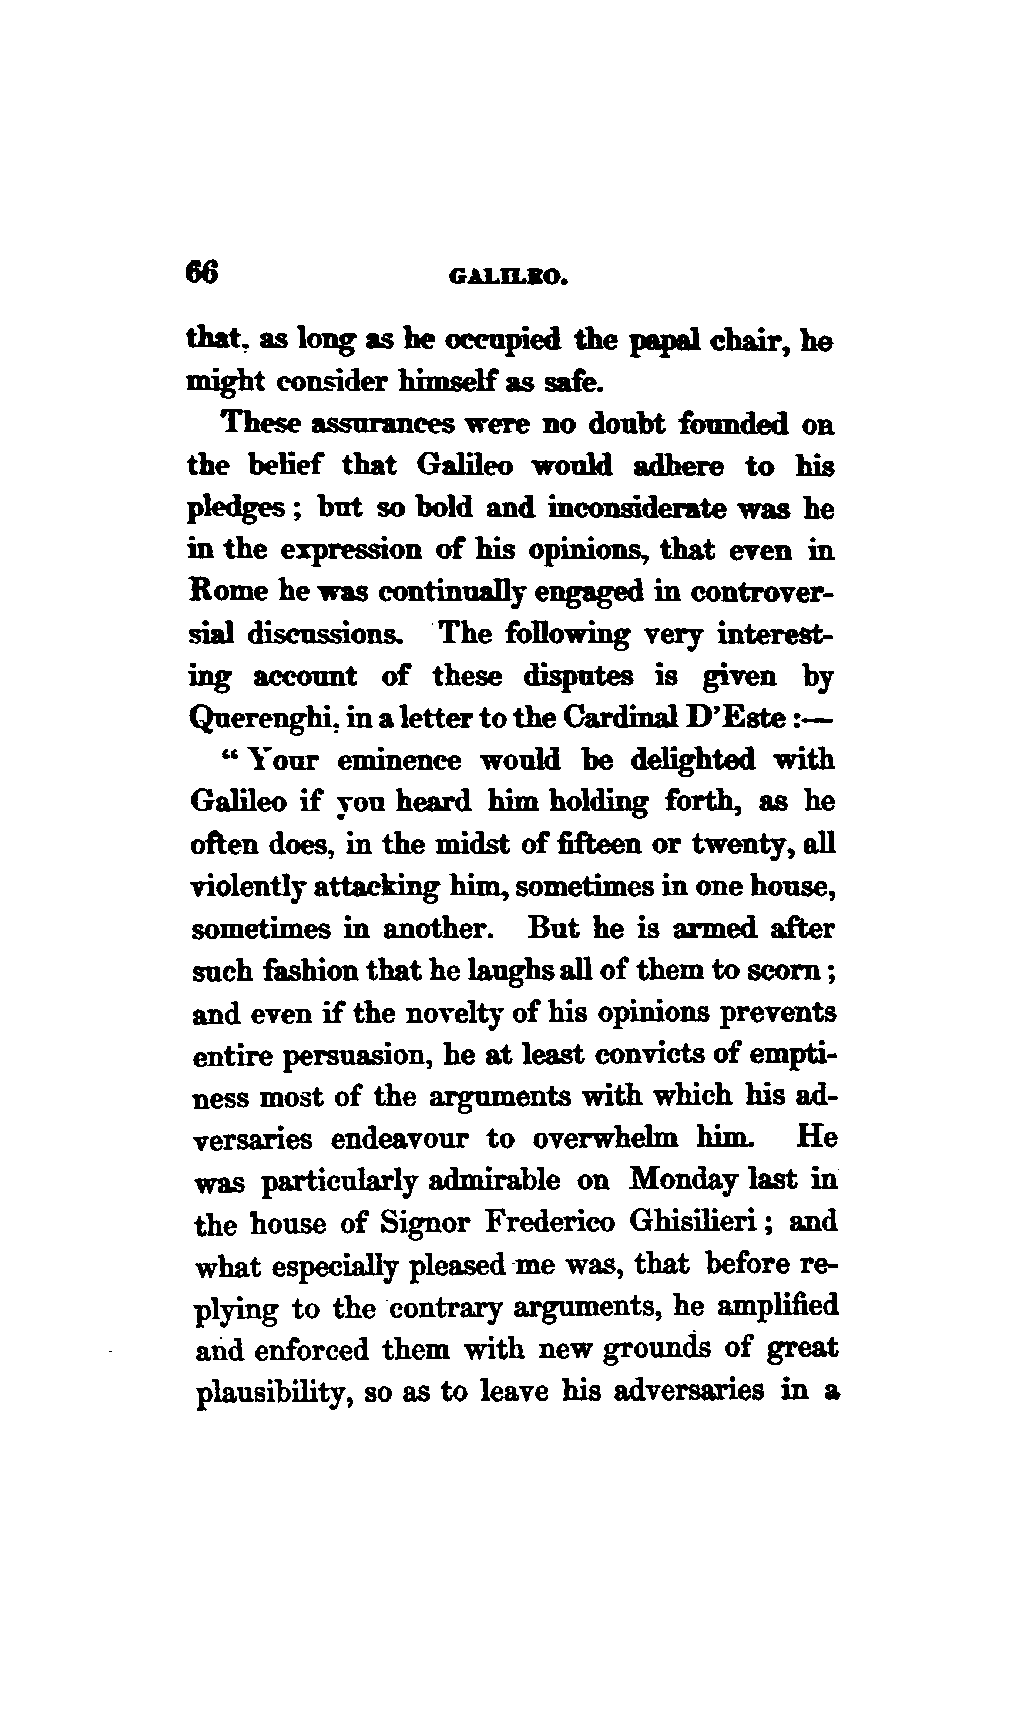 66 GALILEO.
that, as long as he occupied the papal chair, he
might consider himself as safe.
These assurances were no doubt founded on
the belief that Galileo would adhere to his
pledges ; but so bold and inconsiderate was he
in the expression of his opinions, that even in
Rome he was continually engaged in controver-
sial discussions. The following very interest-
ing account of these disputes is given by
Querenghi, in a letter to the Cardinal D'Este :—
“ Your eminence would be delighted with
Galileo if you heard him holding forth, as he
often does, in the midst of fifteen or twenty, all
violently attacking him, sometimes in one house,
sometimes in another. But he is armed after
such fashion that he laughs all of them to scorn ;
and even if the novelty of his opinions prevents
entire persuasion, he at least convicts of empti-
ness most of the arguments with which his ad-
versaries endeavour to overwhelm him. He
was particularly admirable on Monday last in
the house of Signor Frederico Ghisilieri ; and
what especially pleased me was, that before re-
plying to the contrary arguments, he amplified
and enforced them with new grounds of great
plausibility, so as to leave his adversaries in a